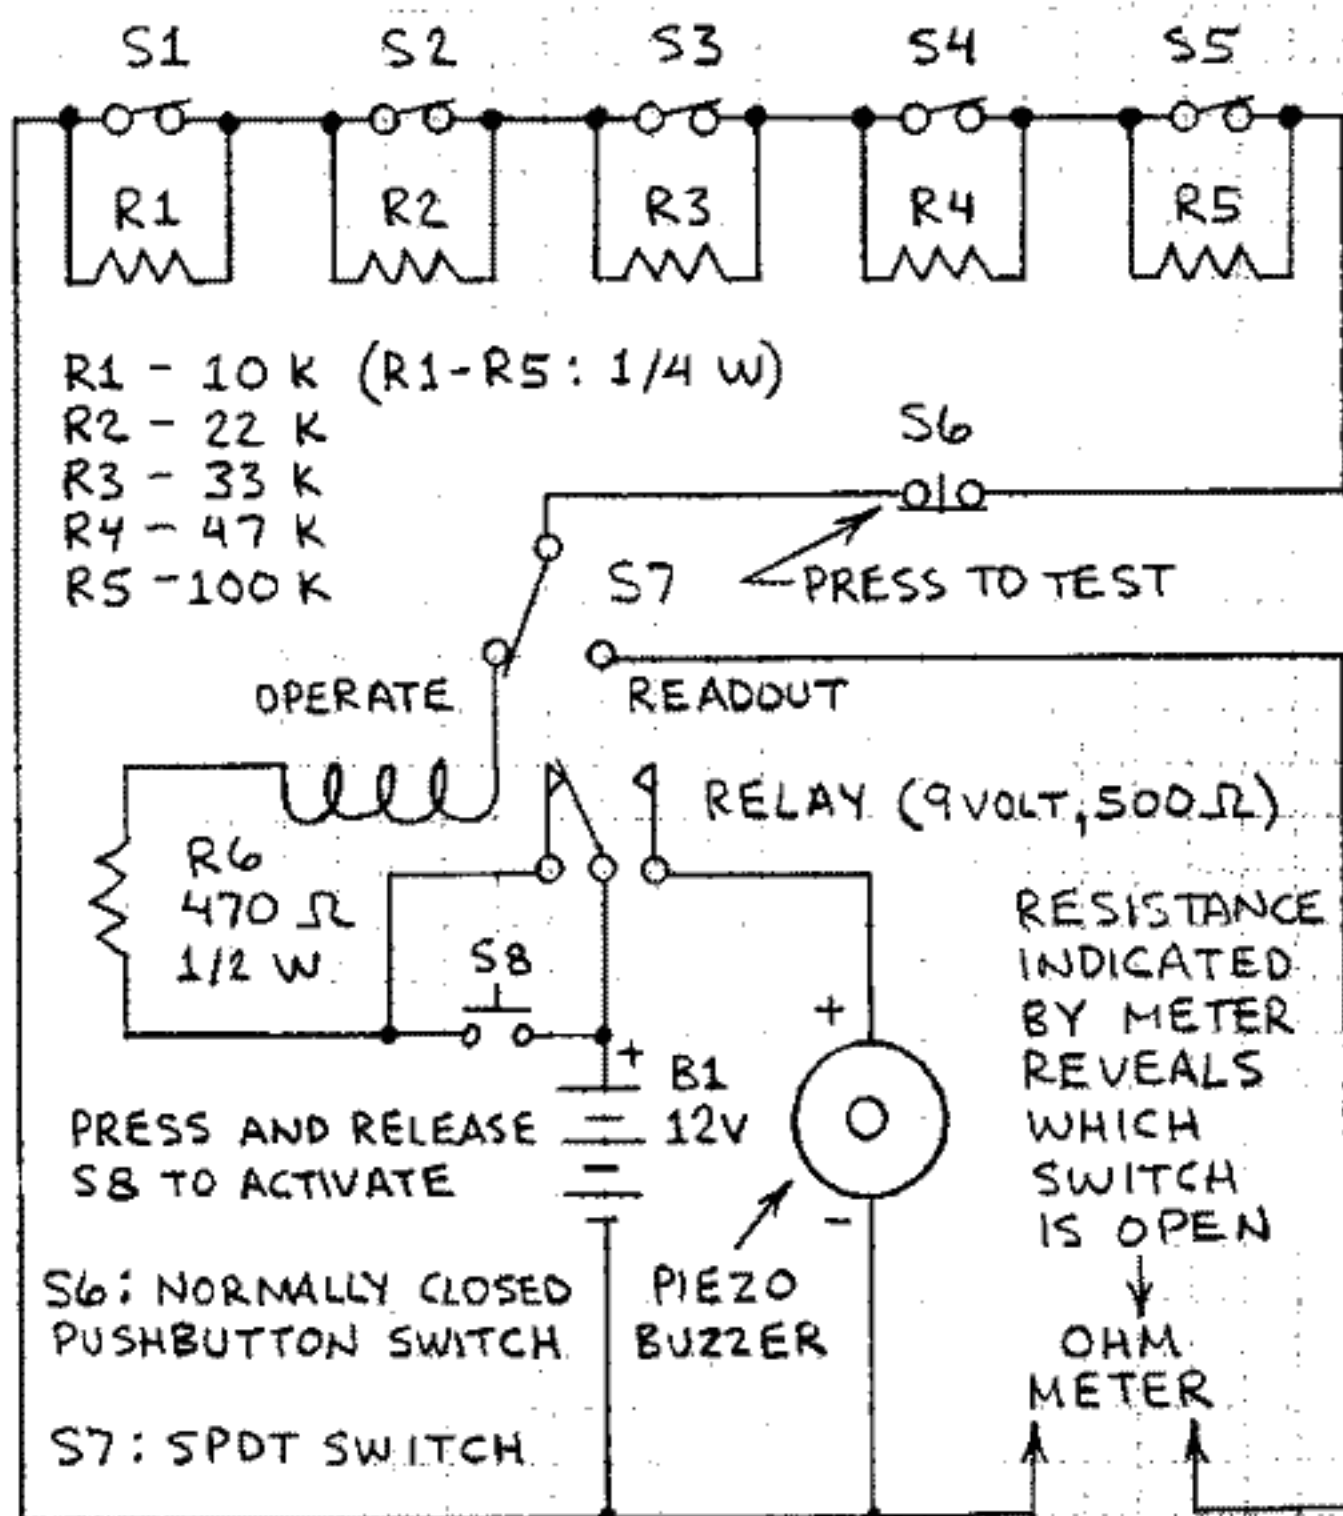 S1 S2 S3 S4 S5
R1 R2 R3 R4 R5
R1 - 10 K (R1-R5: 1/4 W)
R2 - 22 K
R3 - 33 K
R4 - 47 K
R5 - 100 K
S6
PRESS TO TEST
S7
OPERATE
READOUT
RELAY (9 VOLT, 500 Ω)
R6
470 Ω
1/2 W
S8
+
B1
12V
PRESS AND RELEASE
S8 TO ACTIVATE
+
-
PIEZO
BUZZER
RESISTANCE
INDICATED
BY METER
REVEALS
WHICH
SWITCH
IS OPEN
OHM
METER
S6: NORMALLY CLOSED
PUSHBUTTON SWITCH
S7: SPDT SWITCH